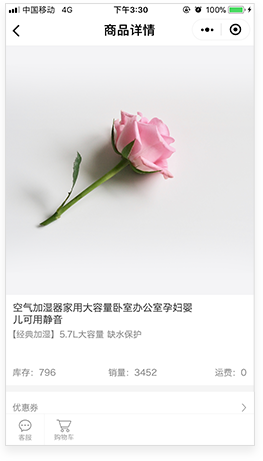 中国移动 4G 下午3:30 100%
商品详情
空气加湿器家用大容量卧室办公室孕妇婴
儿可用静音
【经典加湿】5.7L大容量 缺水保护
库存：796 销量：3452 运费：0
优惠券
客服 购物车